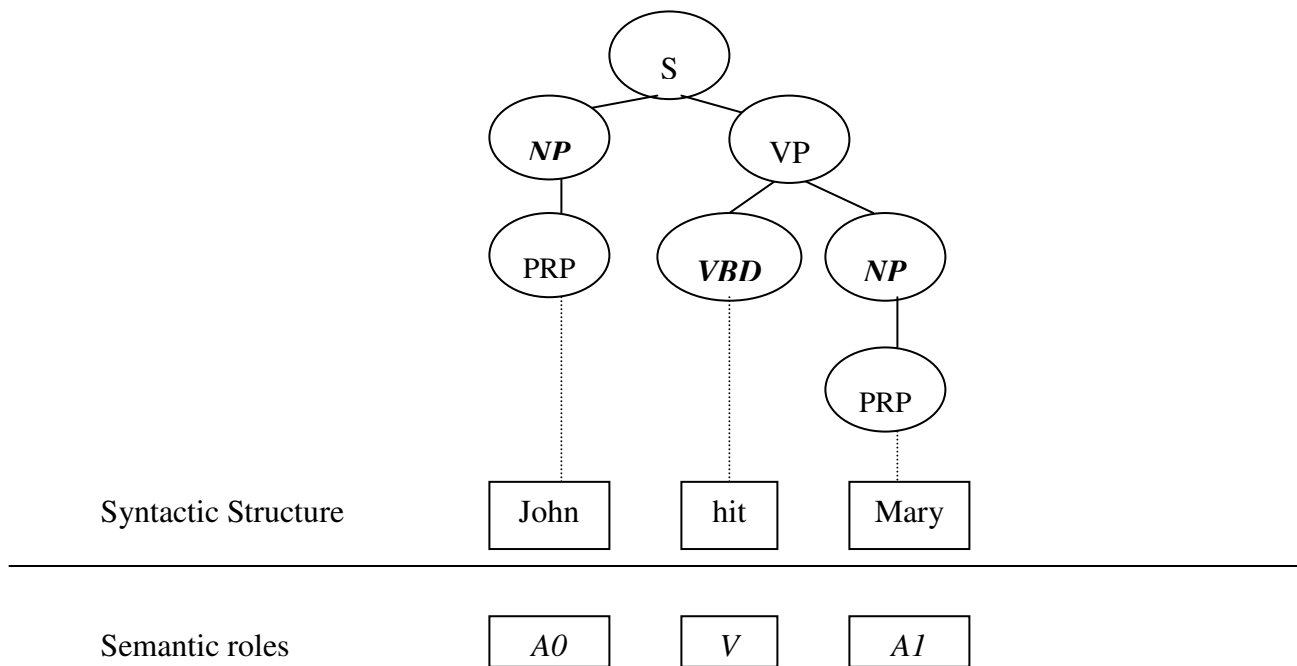 S
NP VP
PRP VBD NP
PRP
Syntactic Structure John hit Mary
Semantic roles A0 V A1